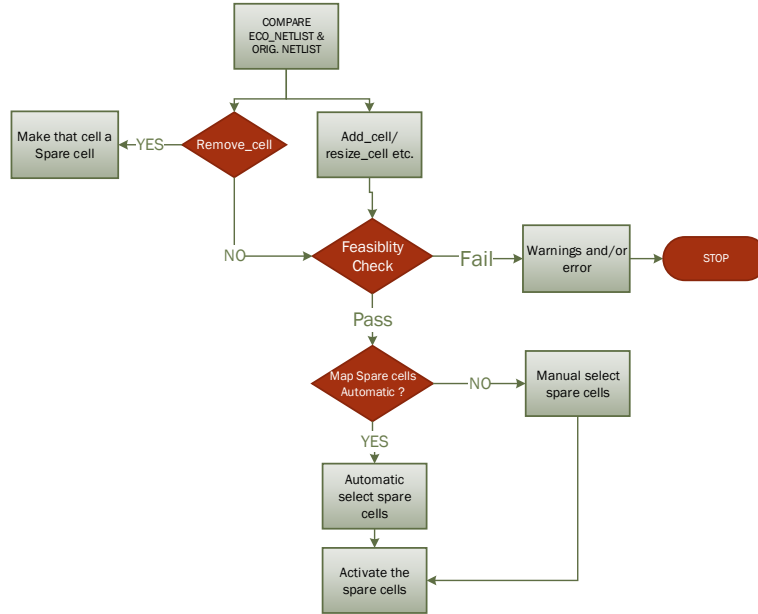 COMPARE
ECO_NETLIST &
ORIG. NETLIST
Make that cell a
Spare cell
YES
Remove_cell
Add_cell/
resize_cell etc.
NO
Feasiblity
Check
Fail
Warnings and/or
error
STOP
Pass
Map Spare cells
Automatic ?
NO
Manual select
spare cells
YES
Automatic
select spare
cells
Activate the
spare cells